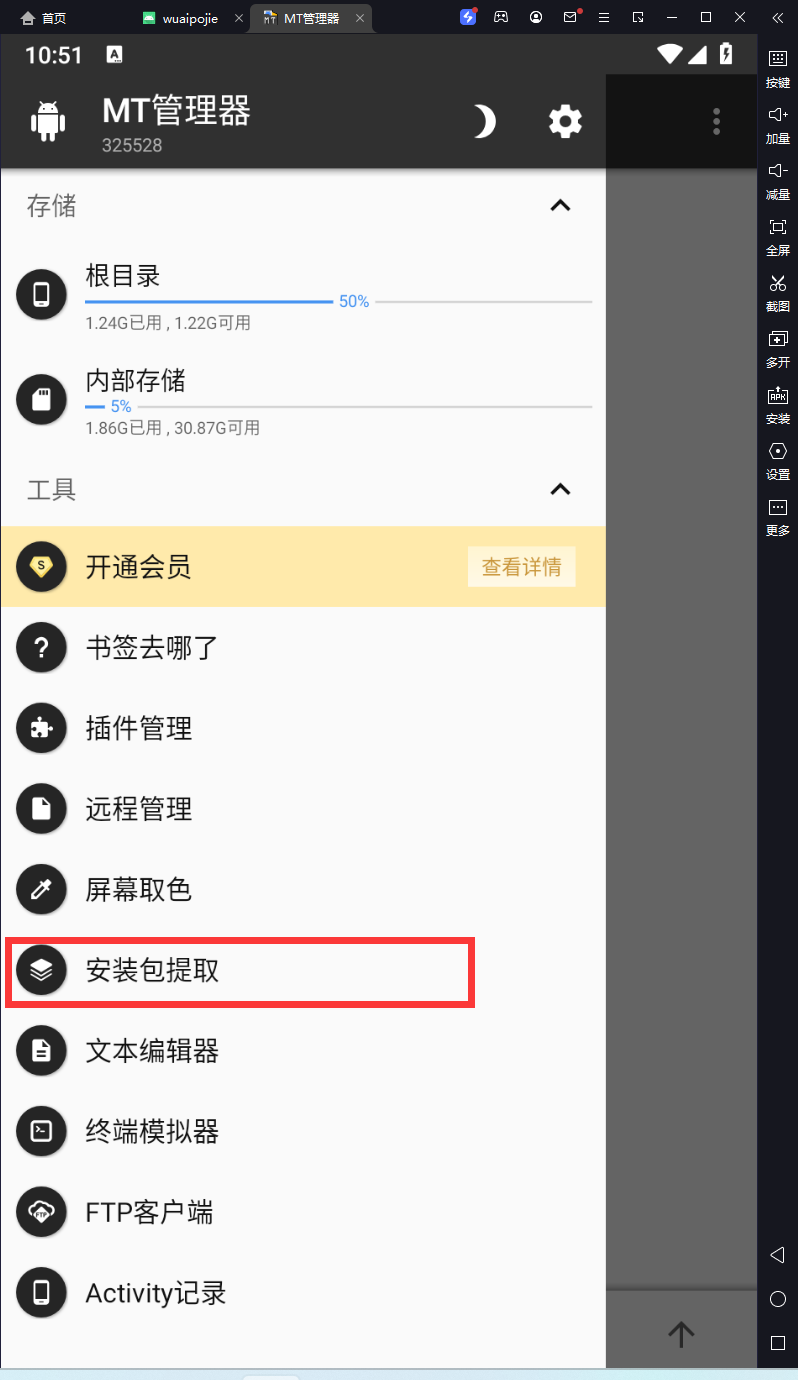 首页
wuaipojie
MT管理器
10:51
A
MT管理器
325528
存储
根目录
50%
1.24G已用 , 1.22G可用
内部存储
5%
1.86G已用 , 30.87G可用
工具
S
开通会员
查看详情
?
书签去哪了
插件管理
远程管理
屏幕取色
安装包提取
文本编辑器
终端模拟器
FTP
FTP客户端
Activity记录
按键
加量
减量
全屏
截图
多开
APK
安装
设置
更多